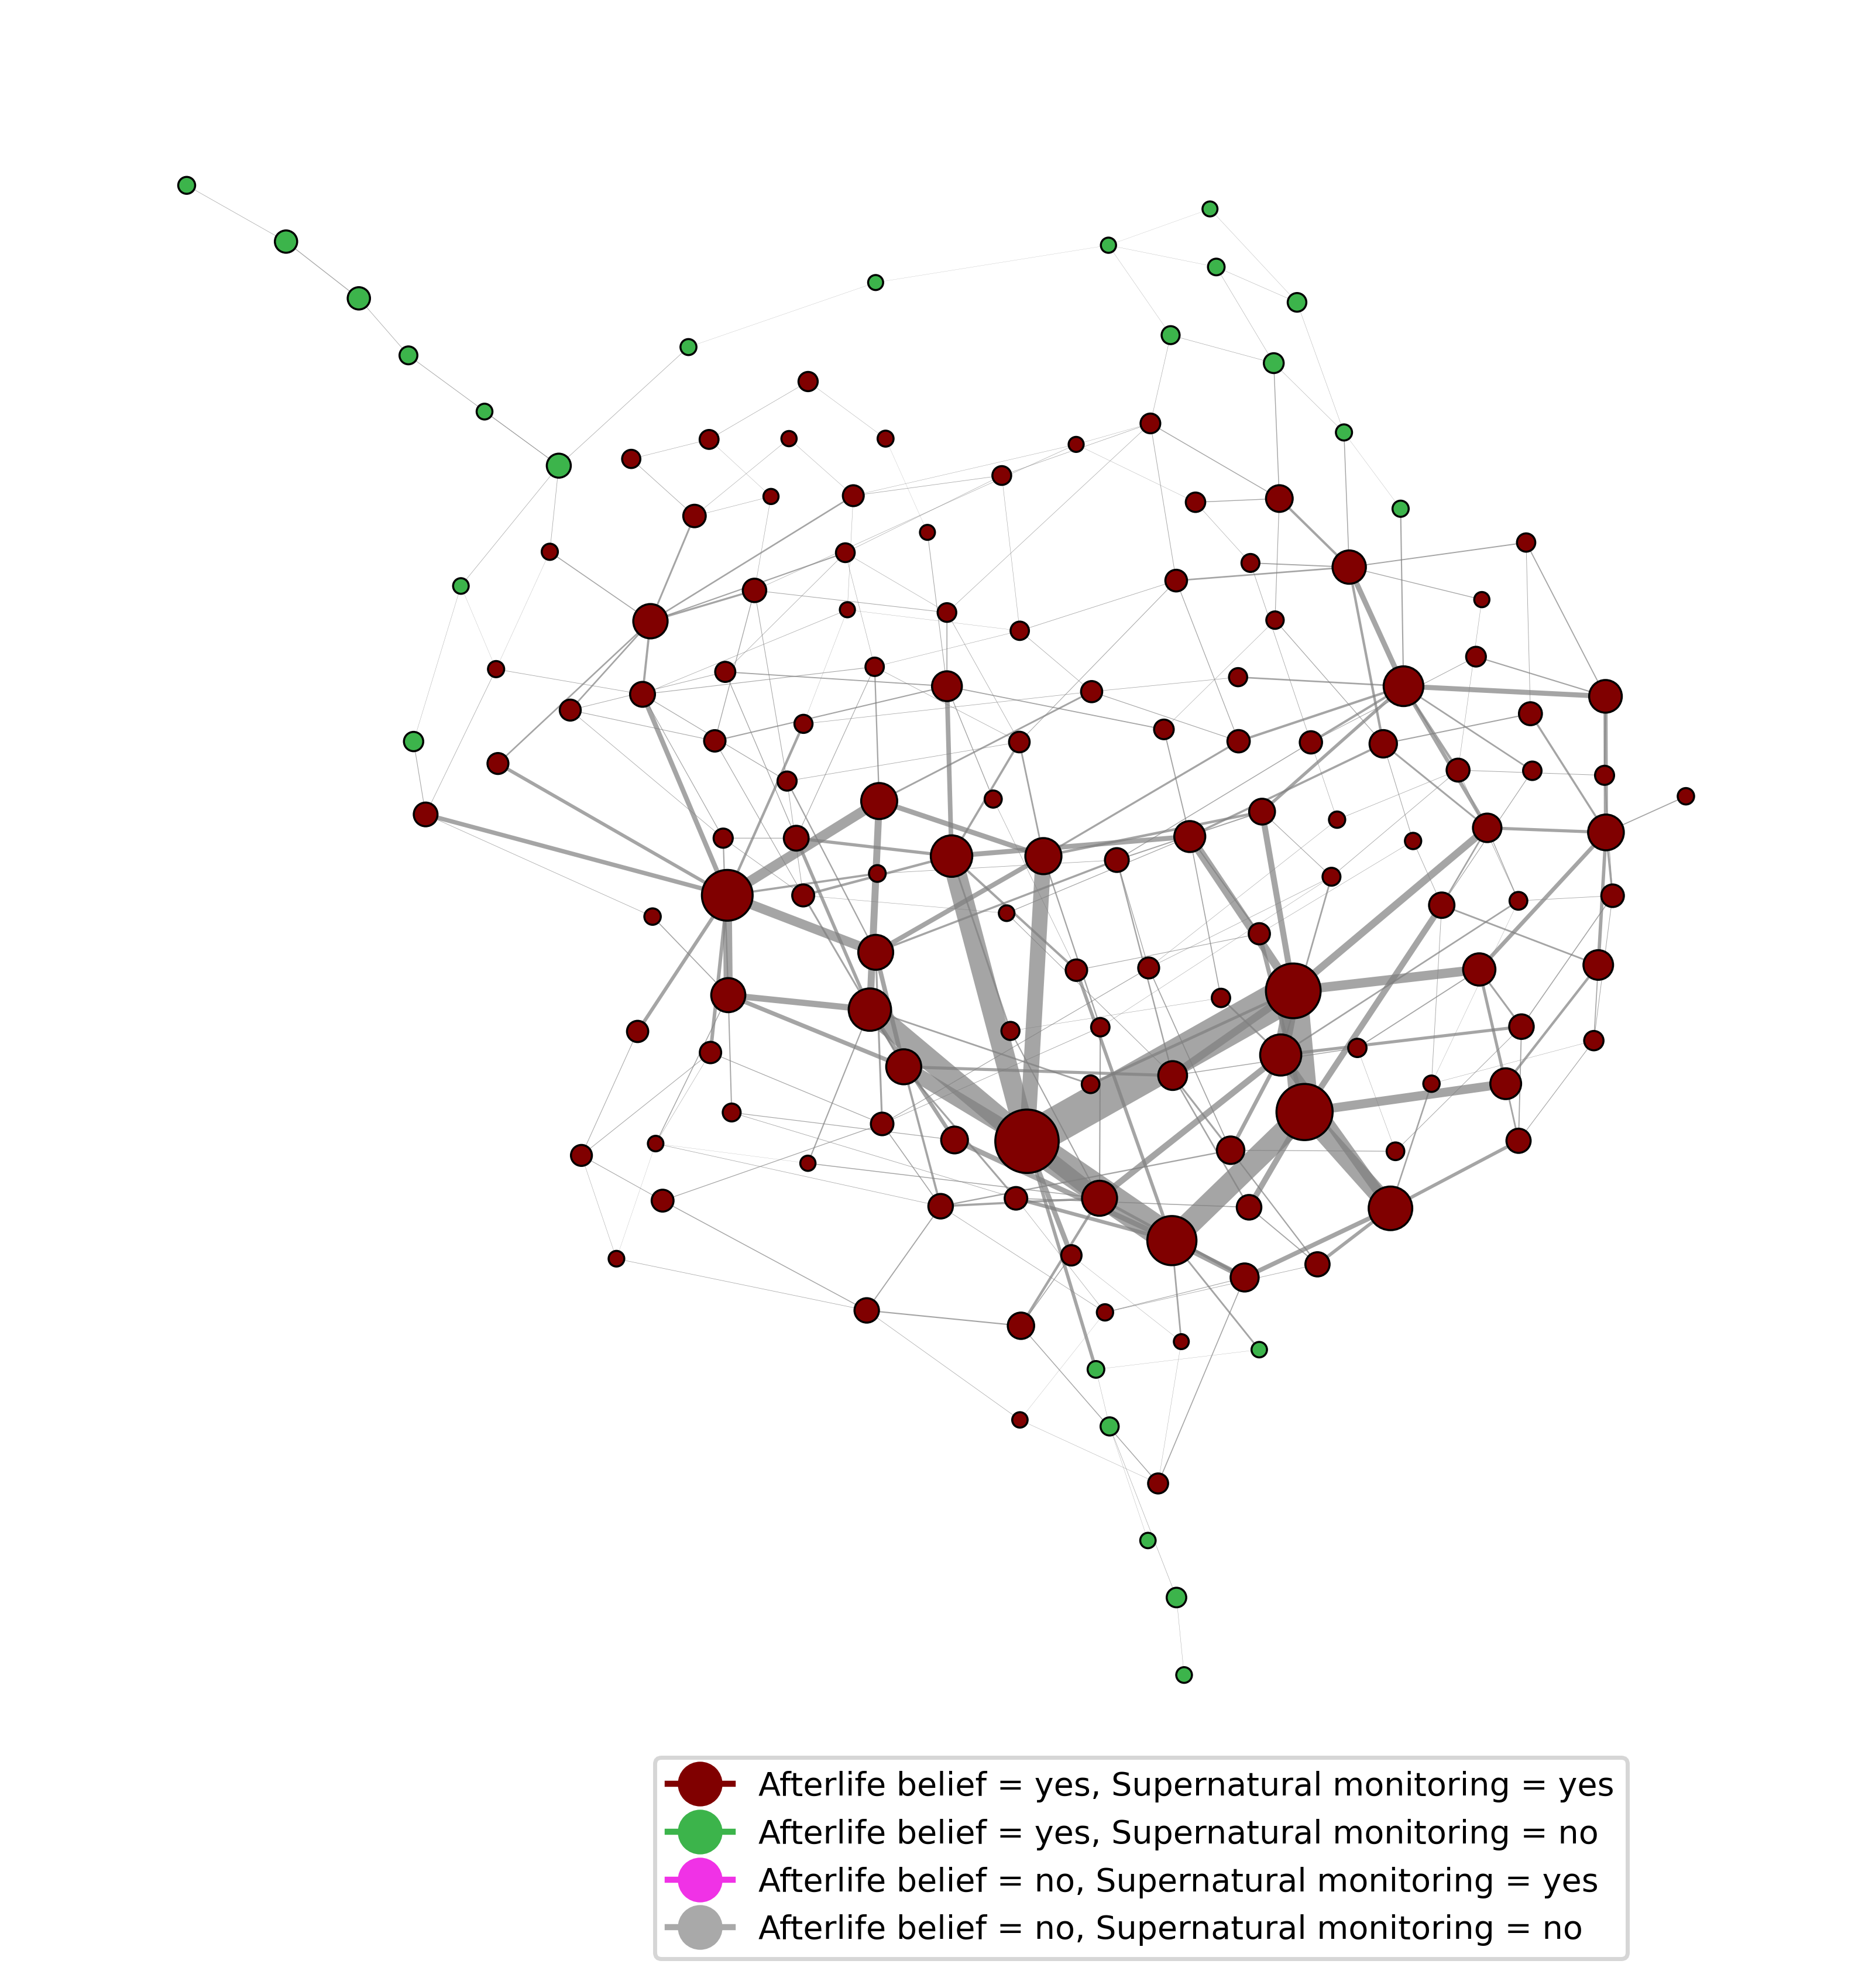 Afterlife belief = yes, Supernatural monitoring = yes
Afterlife belief = yes, Supernatural monitoring = no
Afterlife belief = no, Supernatural monitoring = yes
Afterlife belief = no, Supernatural monitoring = no